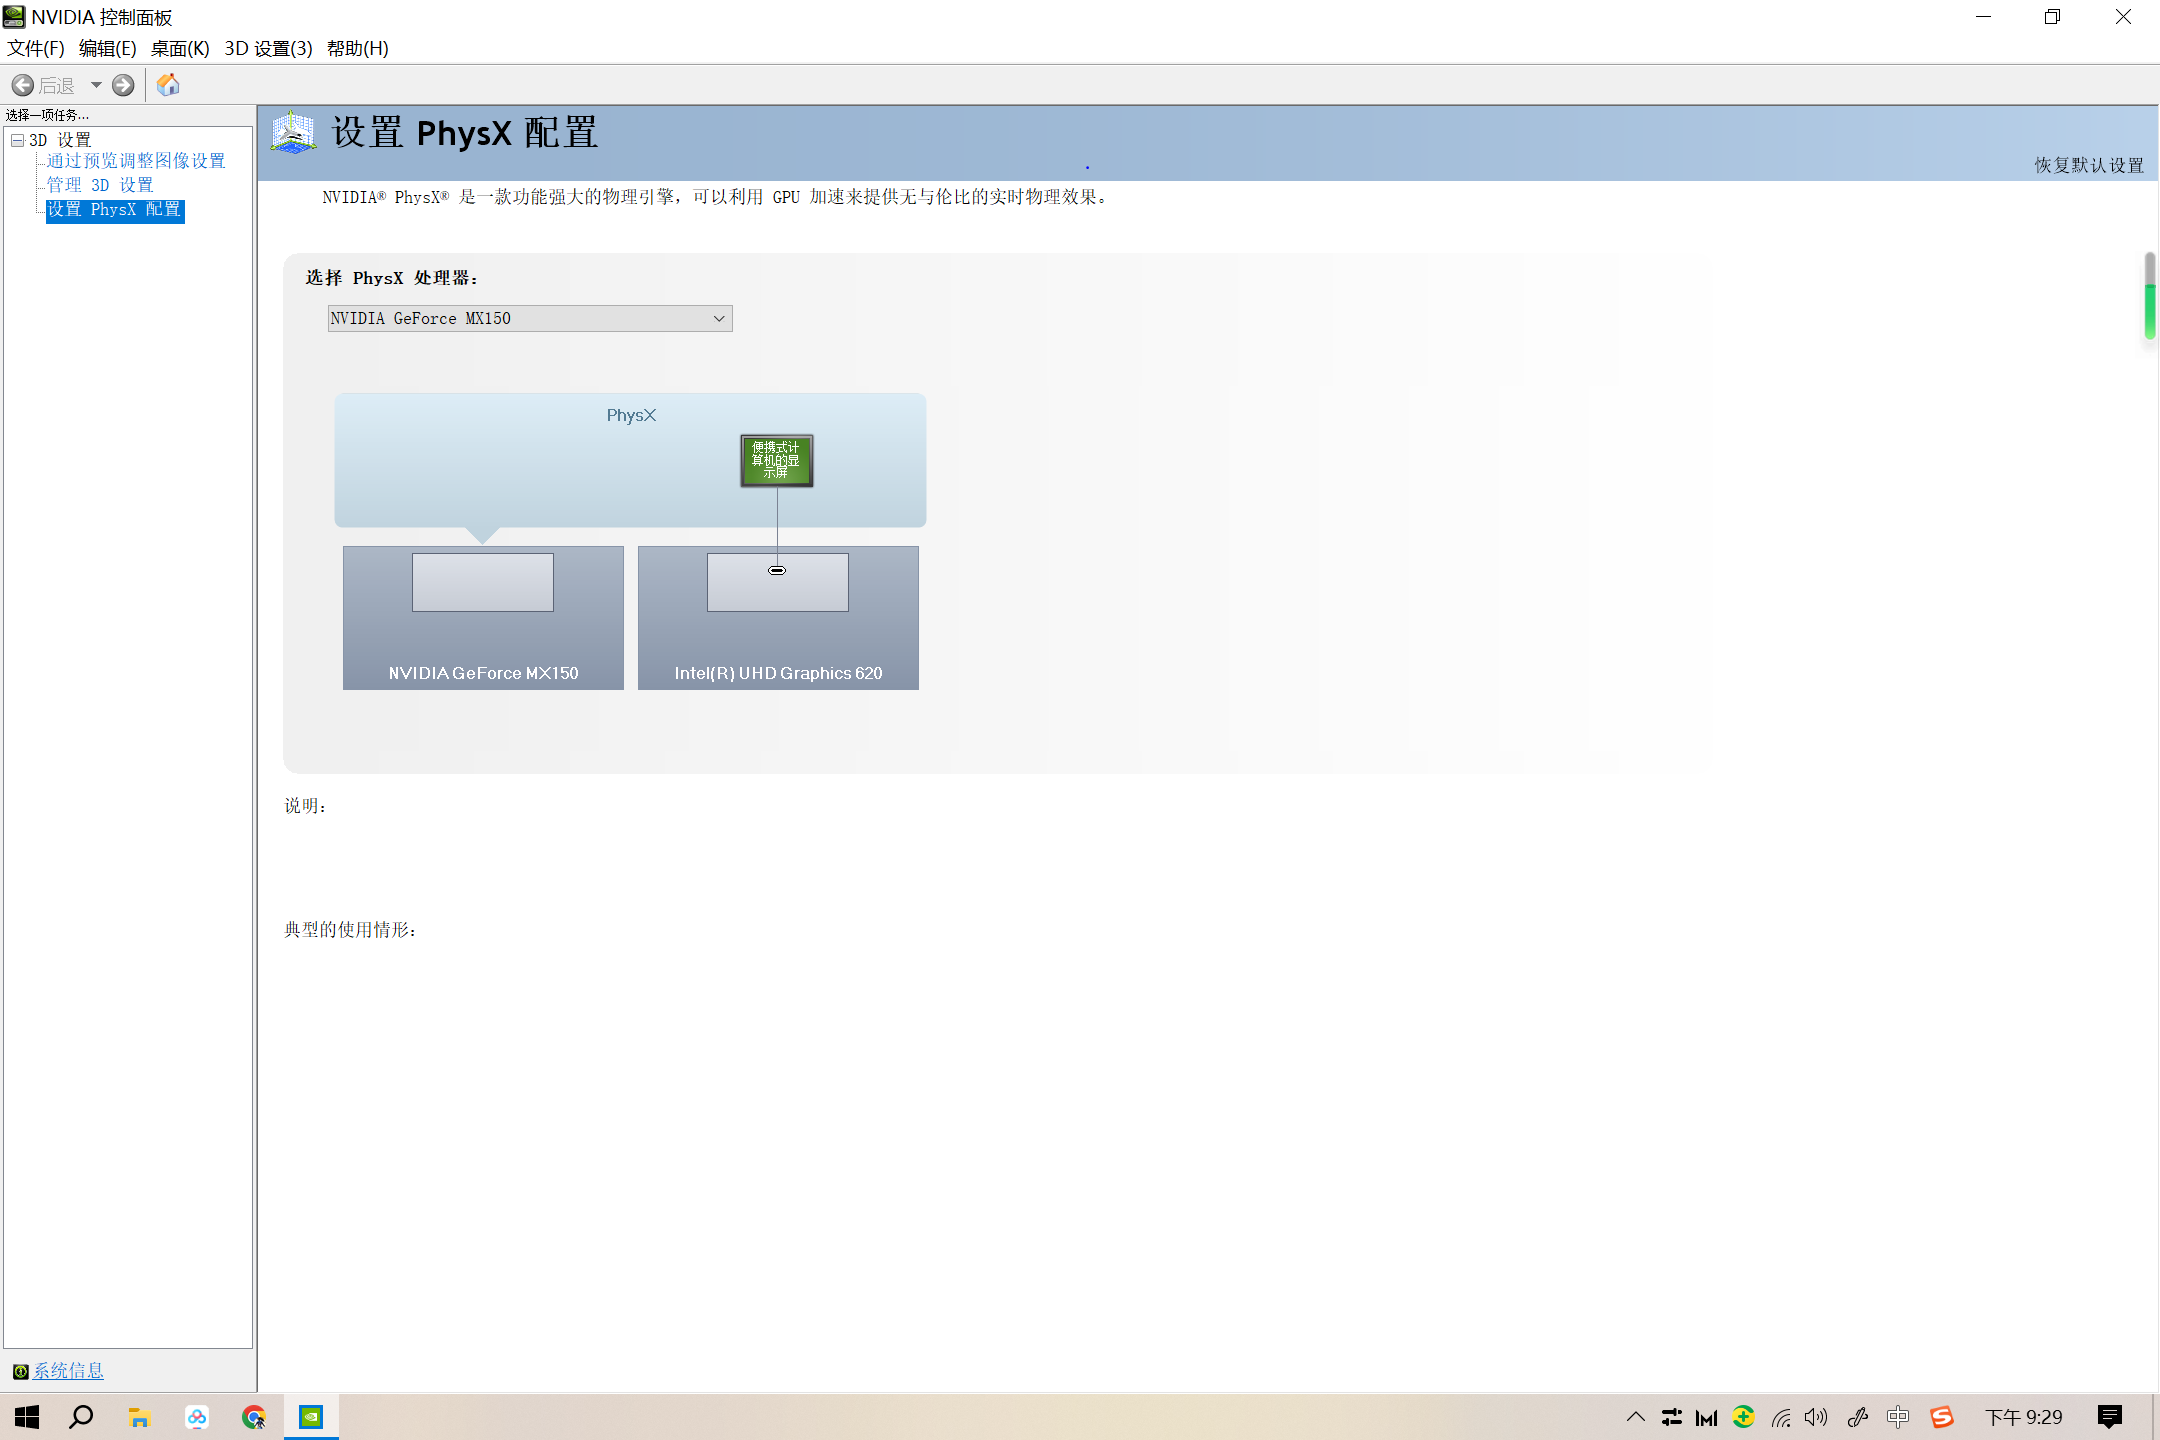 NVIDIA 控制面板
文件(F) 编辑(E) 桌面(K) 3D 设置(3) 帮助(H)
后退
选择一项任务...
3D 设置
通过预览调整图像设置
管理 3D 设置
设置 PhysX 配置
系统信息
设置 PhysX 配置
恢复默认设置
NVIDIA® PhysX® 是一款功能强大的物理引擎，可以利用 GPU 加速来提供无与伦比的实时物理效果。
选择 PhysX 处理器：
NVIDIA GeForce MX150
PhysX
便携式计
算机的显
示屏
NVIDIA GeForce MX150
Intel(R) UHD Graphics 620
说明：
典型的使用情形：
中
下午 9:29